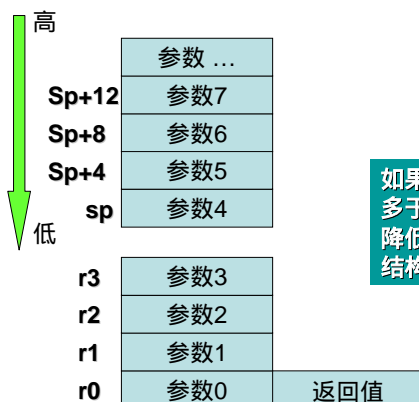 高
参数 …
Sp+12 参数7
Sp+8 参数6
Sp+4 参数5
sp 参数4
低
如果
多于
降低
结构
r3 参数3
r2 参数2
r1 参数1
r0 参数0 返回值